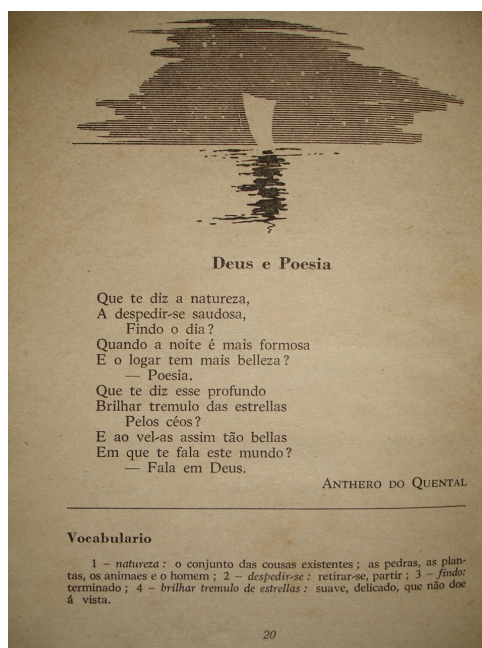 Deus e Poesia
Que te diz a natureza,
A despedir-se saudosa,
Findo o dia?
Quando a noite é mais formosa
E o logar tem mais belleza?
— Poesia.
Que te diz esse profundo
Brilhar tremulo das estrellas
Pelos céos?
E ao vel-as assim tão bellas
Em que te fala este mundo?
— Fala em Deus.
Anthero do Quental
Vocabulario
1 – natureza: o conjunto das cousas existentes; as pedras, as plan-
tas, os animaes e o homem; 2 – despedir-se: retirar-se, partir; 3 – findo:
terminado; 4 – brilhar tremulo de estrellas: suave, delicado, que não doe
á vista.
20